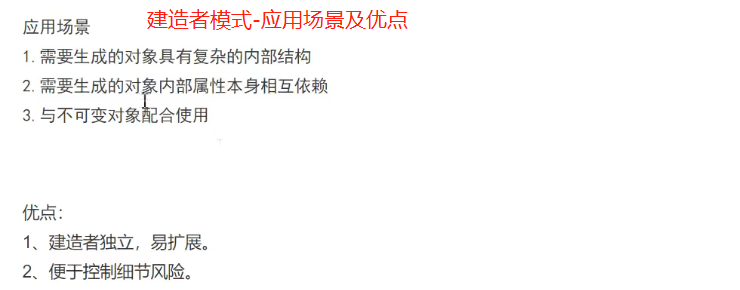 建造者模式-应用场景及优点
应用场景
1. 需要生成的对象具有复杂的内部结构
2. 需要生成的对象内部属性本身相互依赖
3. 与不可变对象配合使用
优点：
1、建造者独立，易扩展。
2、便于控制细节风险。